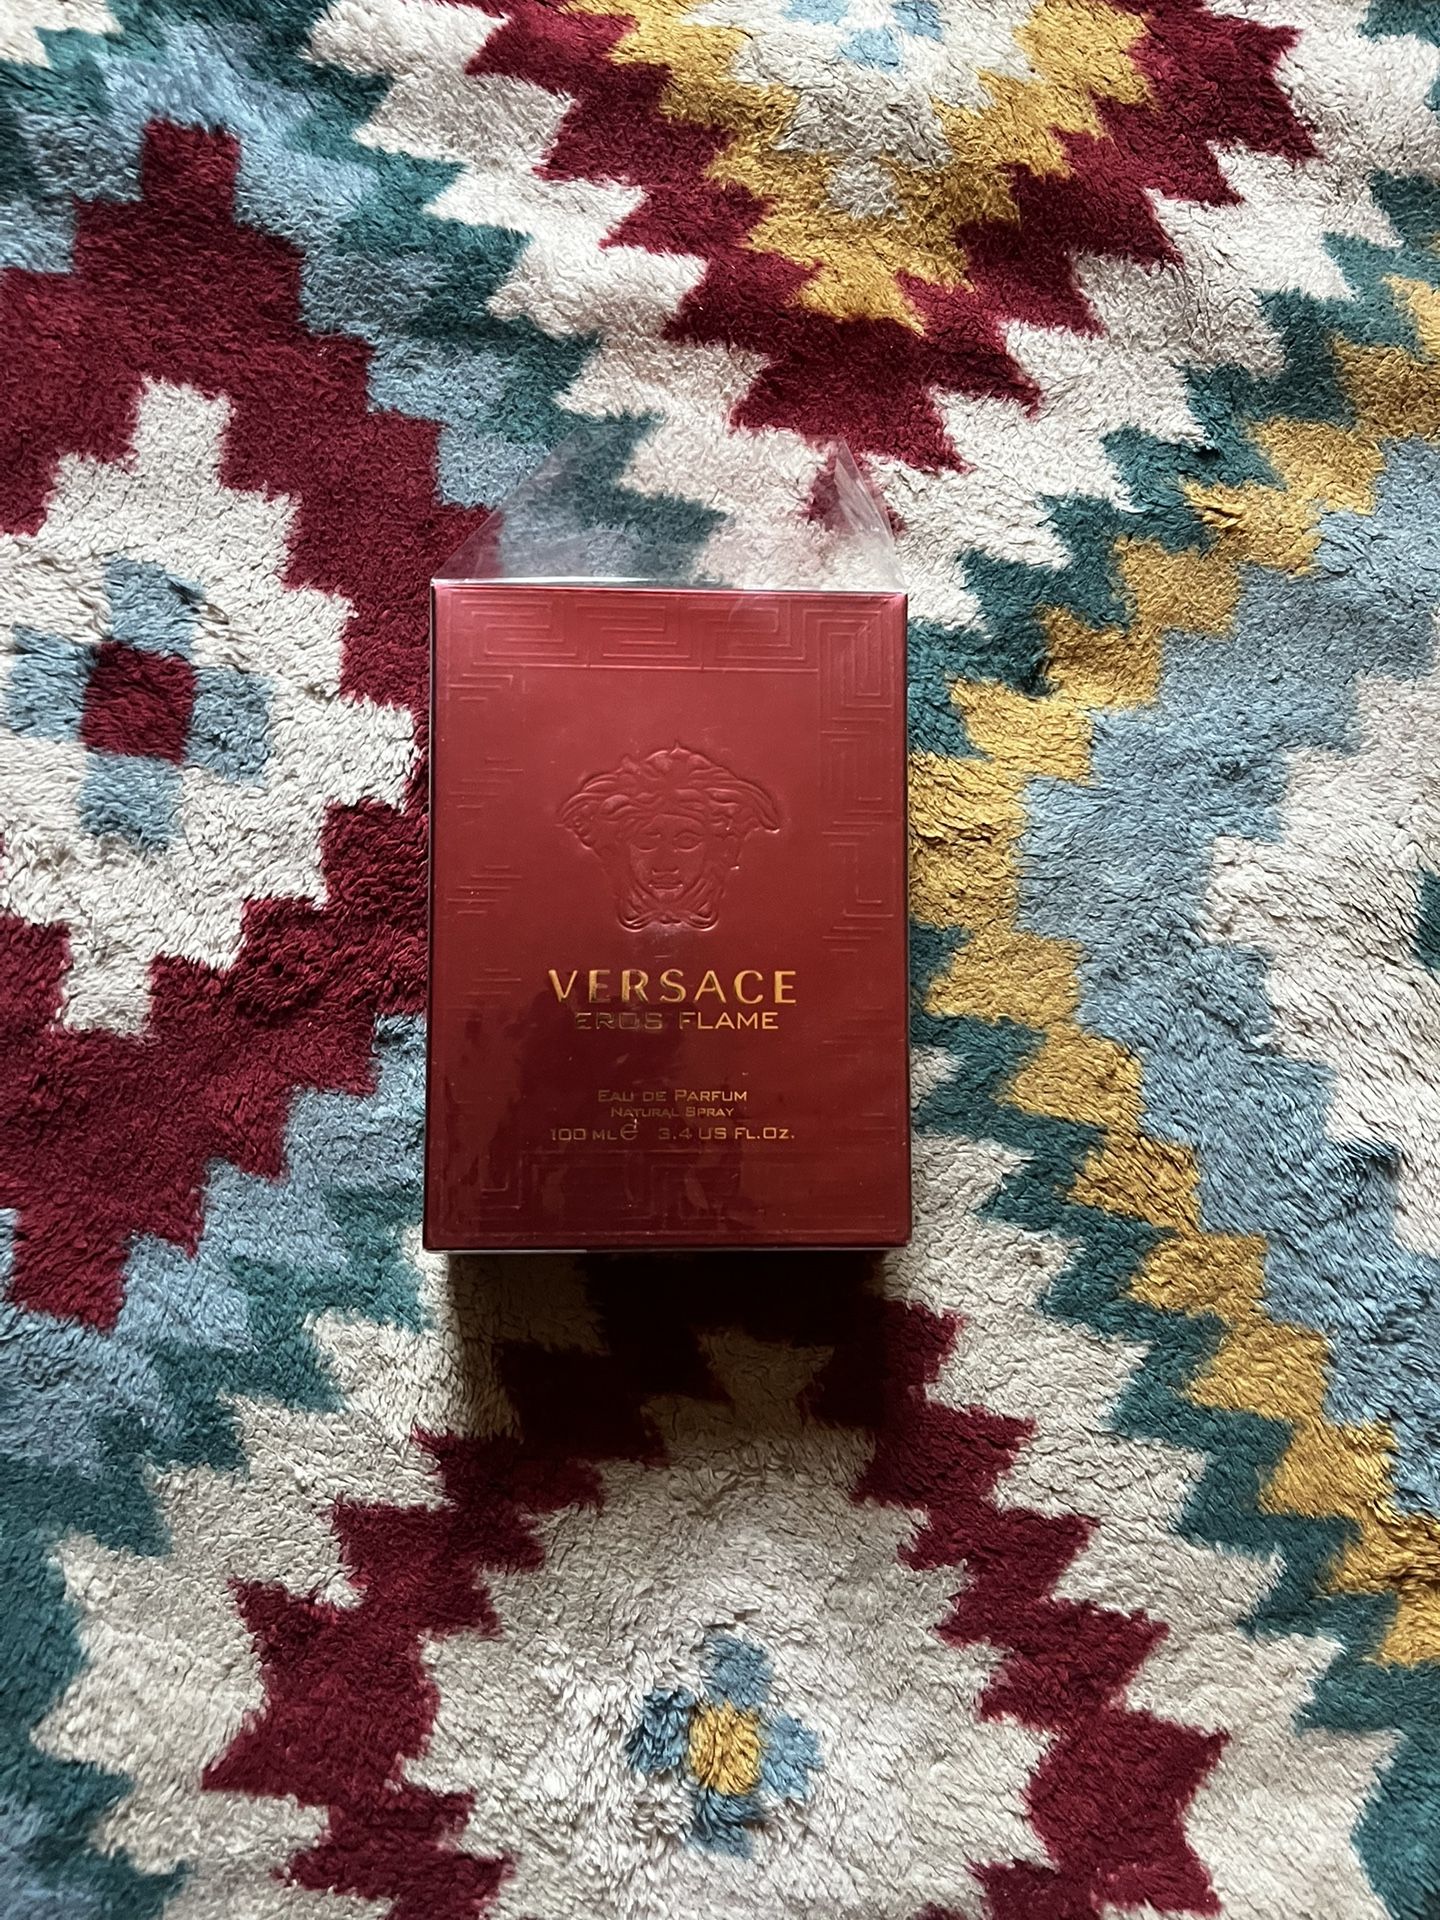 VERSACE
EROS FLAME
EAU DE PARFUM
NATURAL SPRAY
100 ML ℮ 3.4 US FL.OZ.